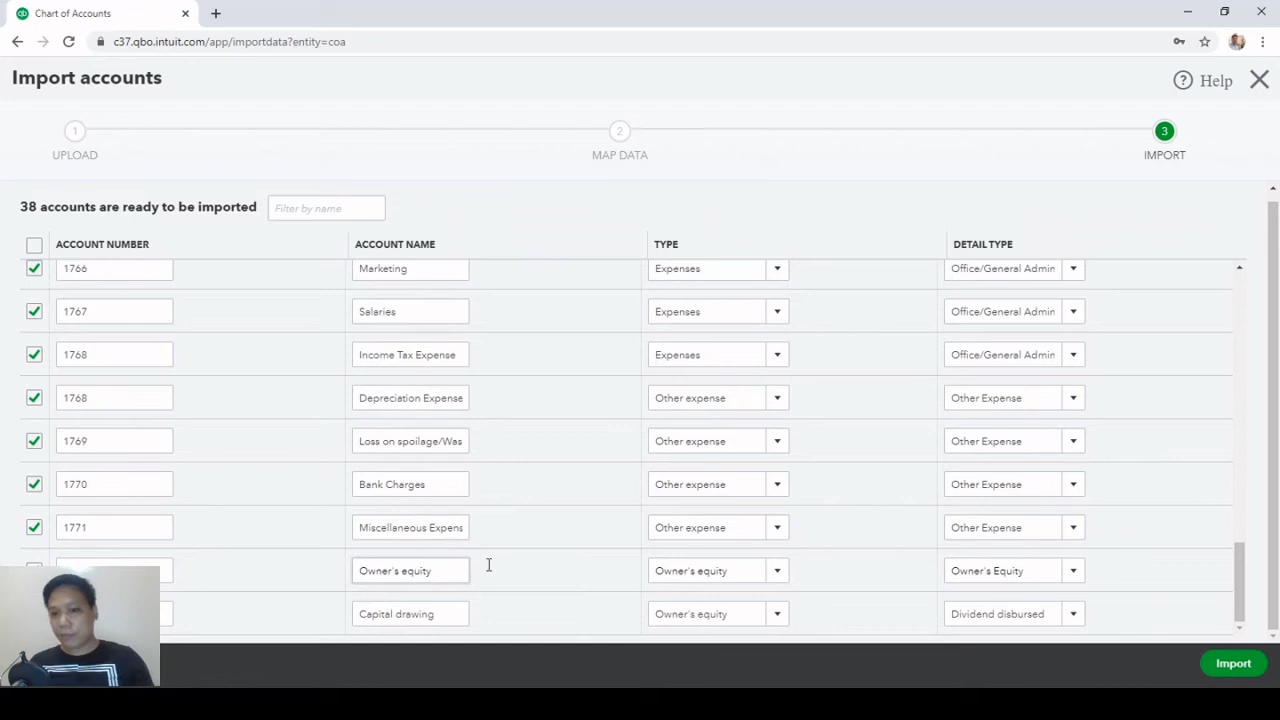 Chart of Accounts
c37.qbo.intuit.com/app/importdata?entity=coa
Import accounts
Help
1 2 3
UPLOAD MAP DATA IMPORT
38 accounts are ready to be imported Filter by name
ACCOUNT NUMBER ACCOUNT NAME TYPE DETAIL TYPE
1766 Marketing Expenses Office/General Admin
1767 Salaries Expenses Office/General Admin
1768 Income Tax Expense Expenses Office/General Admin
1768 Depreciation Expense Other expense Other Expense
1769 Loss on spoilage/Was Other expense Other Expense
1770 Bank Charges Other expense Other Expense
1771 Miscellaneous Expens Other expense Other Expense
Owner's equity Owner's equity Owner's Equity
Capital drawing Owner's equity Dividend disbursed
Import